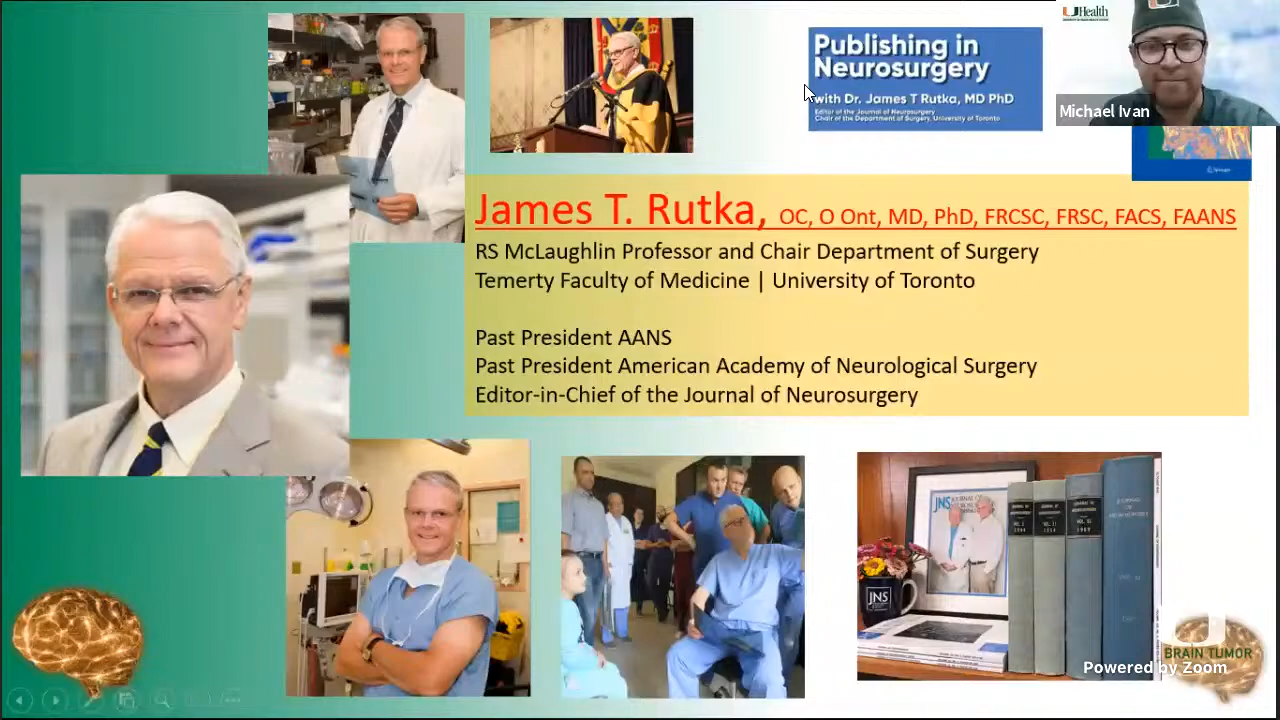 UHealth
Publishing in
Neurosurgery
with Dr. James T Rutka, MD PhD
Editor of the Journal of Neurosurgery
Chair of the Department of Surgery, University of Toronto
Michael Ivan
Springer
James T. Rutka, OC, O Ont, MD, PhD, FRCSC, FRSC, FACS, FAANS
RS McLaughlin Professor and Chair Department of Surgery
Temerty Faculty of Medicine | University of Toronto
Past President AANS
Past President American Academy of Neurological Surgery
Editor-in-Chief of the Journal of Neurosurgery
JNS
JNS
BRAIN TUMOR
Powered by Zoom